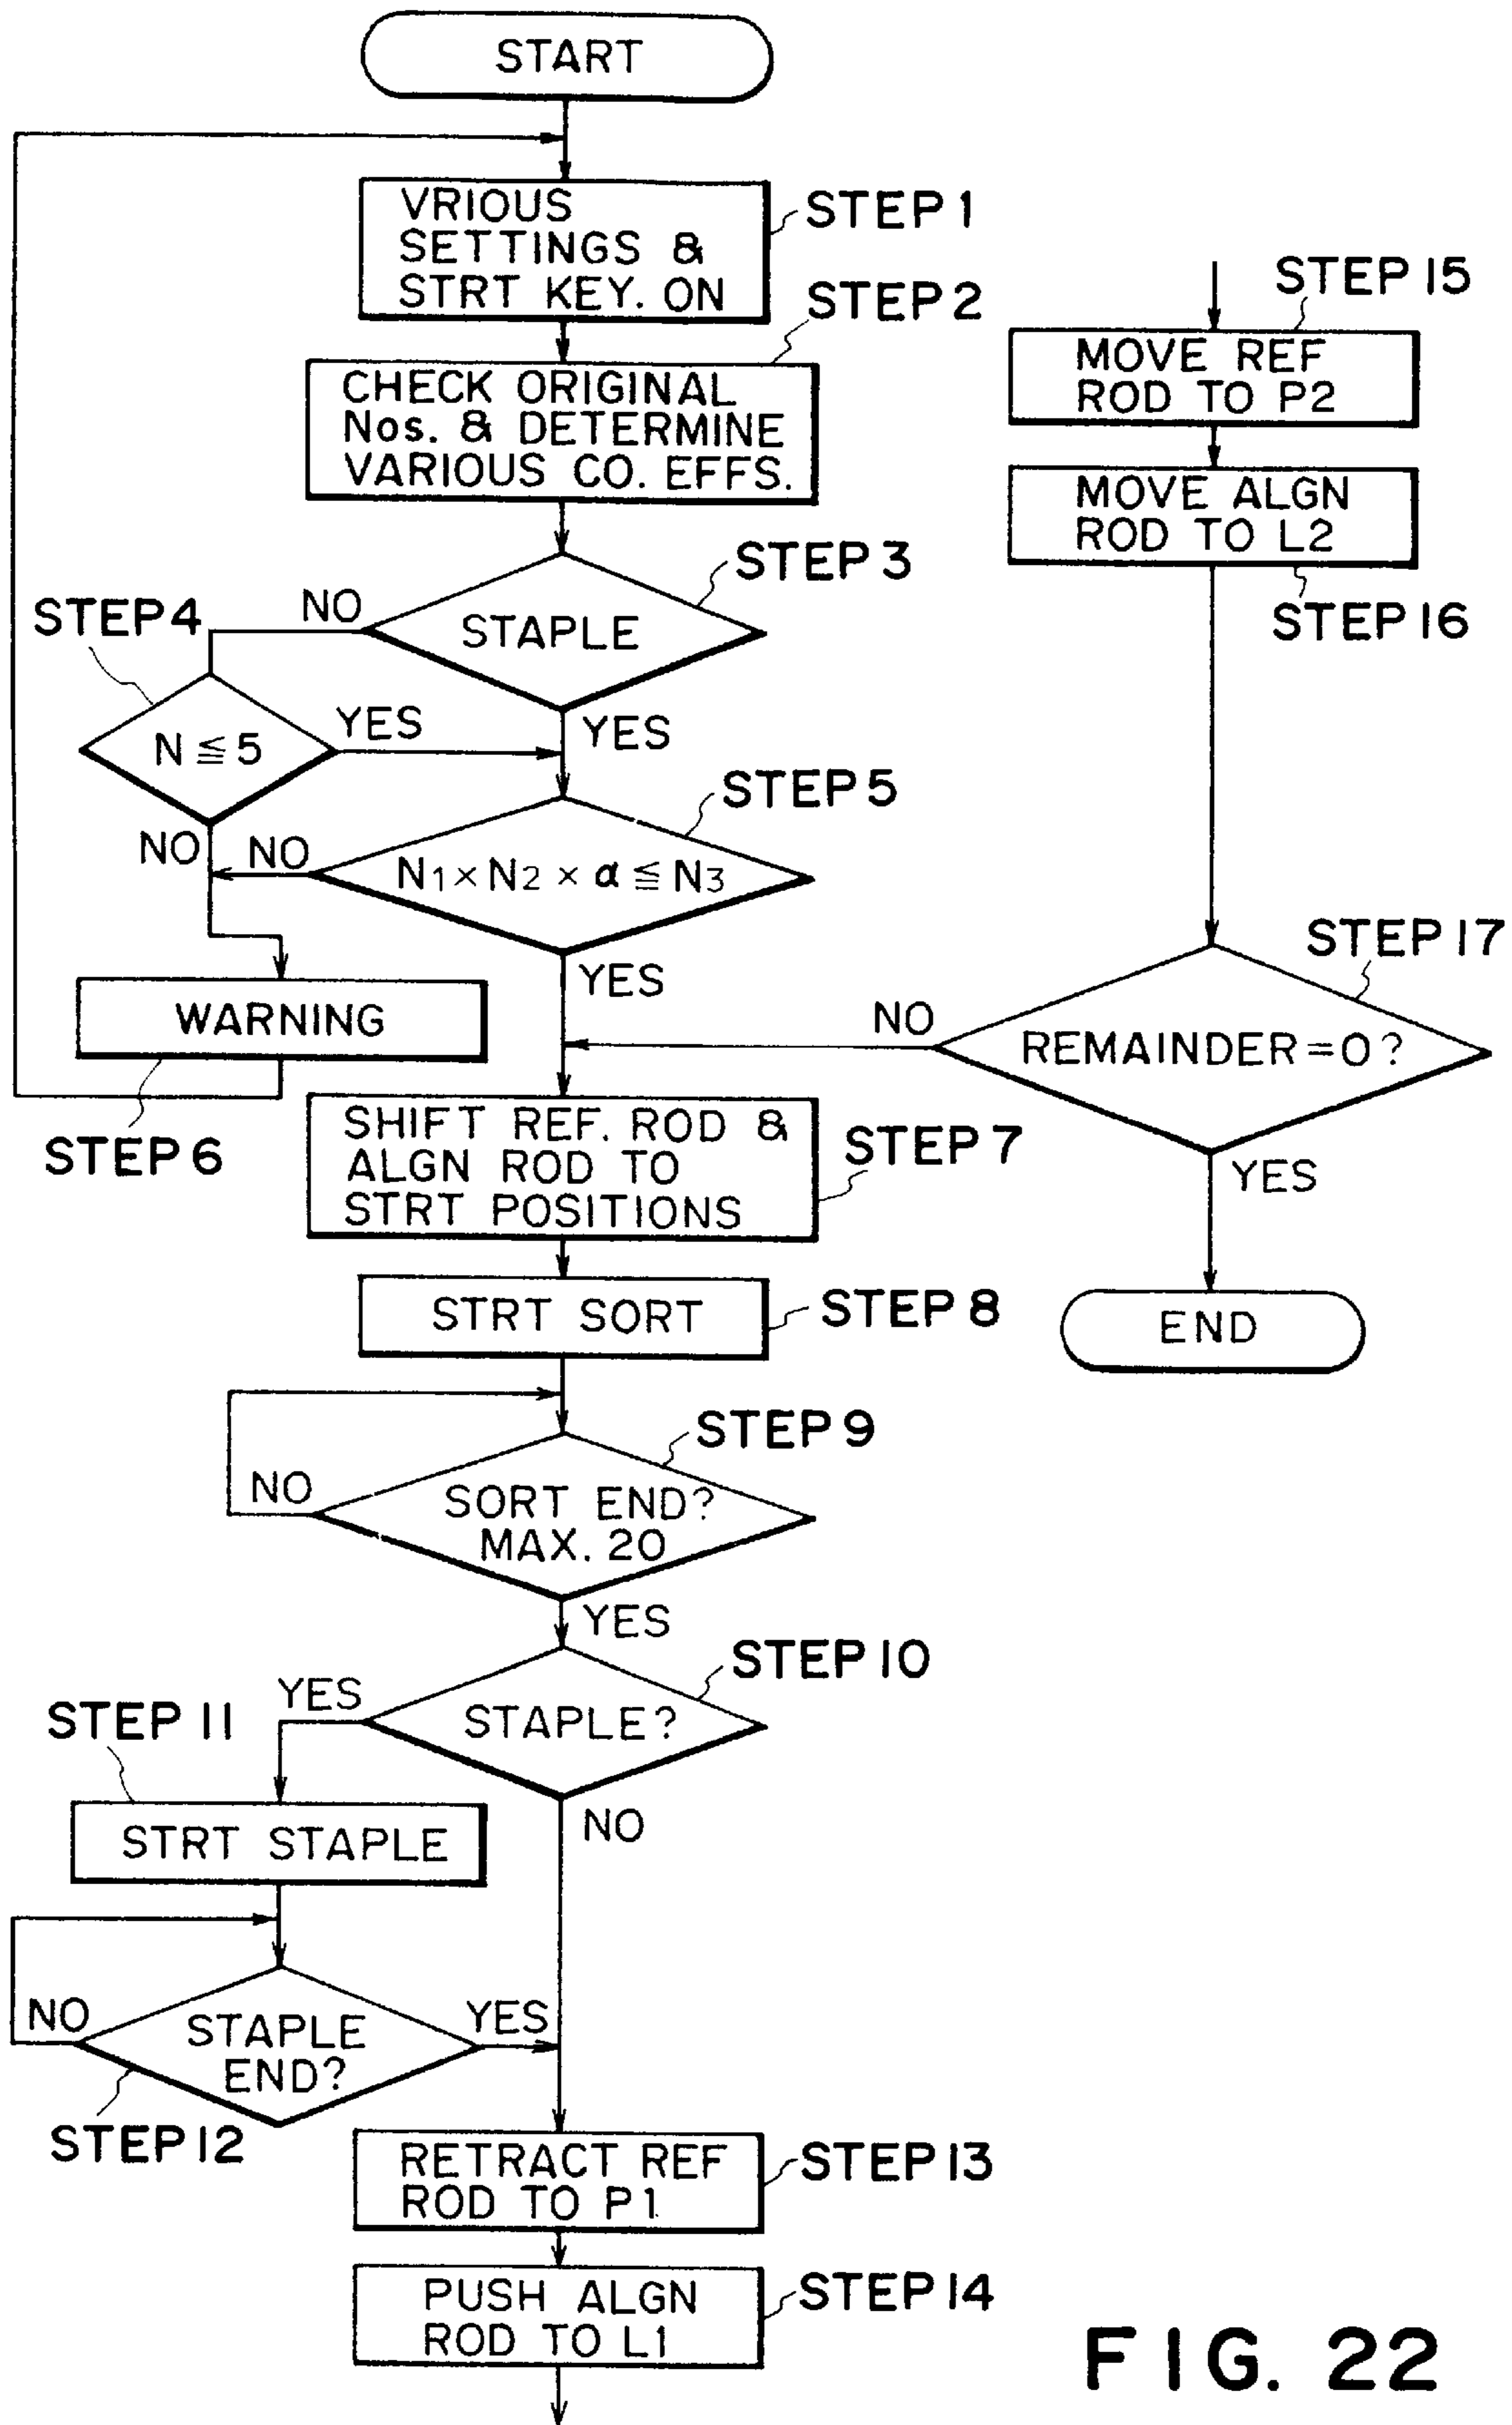 START
VRIOUS
SETTINGS &
STRT KEY. ON
STEP 1
CHECK ORIGINAL
Nos. & DETERMINE
VARIOUS CO. EFFS.
STEP 2
STAPLE
STEP 3
NO
YES
STEP 4
N ≦ 5
YES
NO
STEP 5
N1 × N2 × α ≦ N3
NO
YES
WARNING
STEP 6
SHIFT REF. ROD &
ALGN ROD TO
STRT POSITIONS
STEP 7
STRT SORT
STEP 8
STEP 9
SORT END?
MAX. 20
NO
YES
STEP 10
STAPLE?
YES
NO
STEP 11
STRT STAPLE
STAPLE
END?
NO
YES
STEP 12
RETRACT REF
ROD TO P1
STEP 13
PUSH ALGN
ROD TO L1
STEP 14
STEP 15
MOVE REF
ROD TO P2
MOVE ALGN
ROD TO L2
STEP 16
STEP 17
REMAINDER = 0 ?
NO
YES
END
FIG. 22